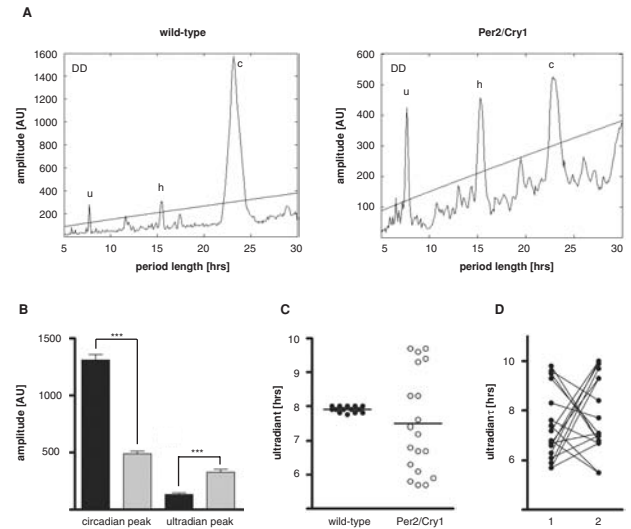 A
wild-type
Per2/Cry1
amplitude [AU]
1600
1400
1200
1000
800
600
400
200
DD
u
h
c
5
10
15
20
25
30
period length [hrs]
amplitude [AU]
600
500
400
300
200
100
DD
u
h
c
5
10
15
20
25
30
period length [hrs]
B
amplitude [AU]
1500
1000
500
0
***
***
circadian peak
ultradian peak
C
ultradiant [hrs]
10
9
8
7
6
wild-type
Per2/Cry1
D
ultradian τ [hrs]
10
8
6
1
2